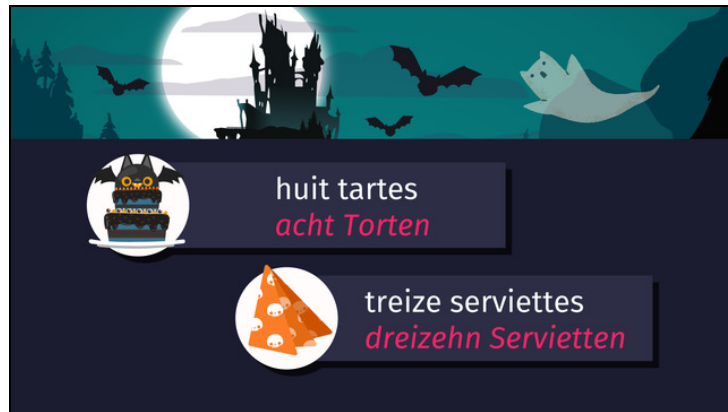 huit tartes
acht Torten
treize serviettes
dreizehn Servietten